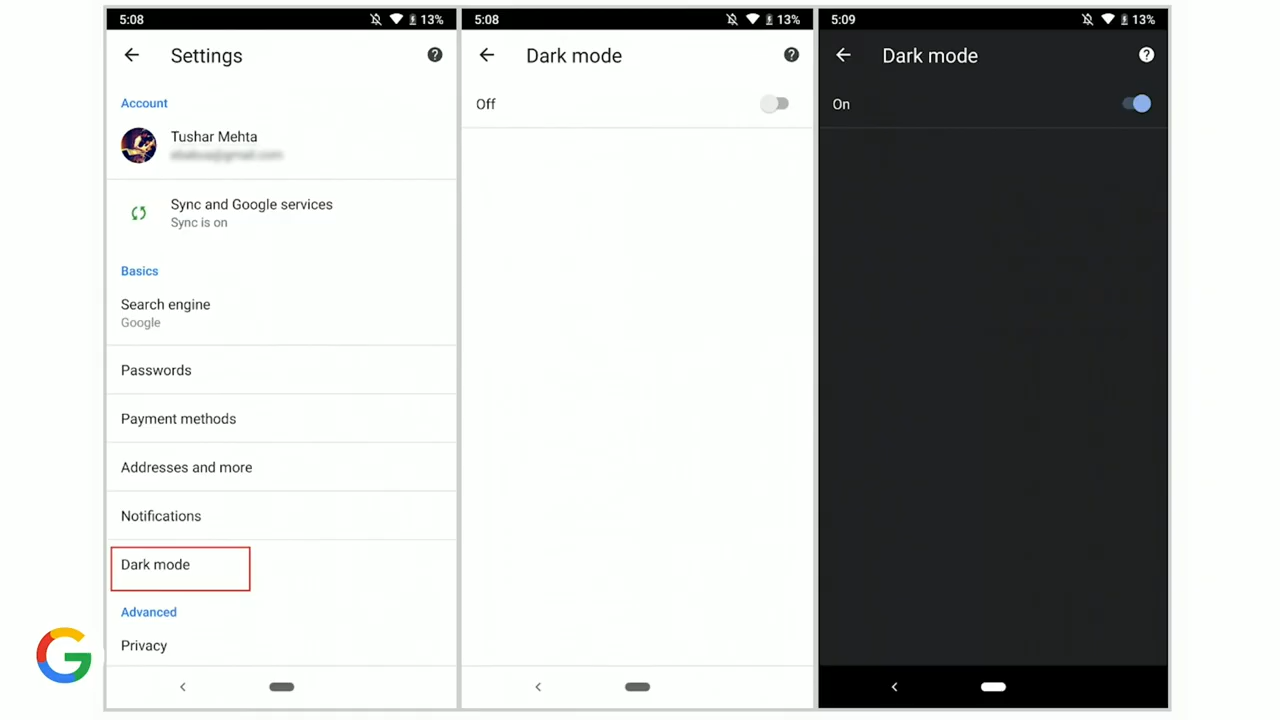 5:08
13%
Settings
Account
Tushar Mehta
Sync and Google services
Sync is on
Basics
Search engine
Google
Passwords
Payment methods
Addresses and more
Notifications
Dark mode
Advanced
Privacy
5:08
13%
Dark mode
Off
5:09
13%
Dark mode
On